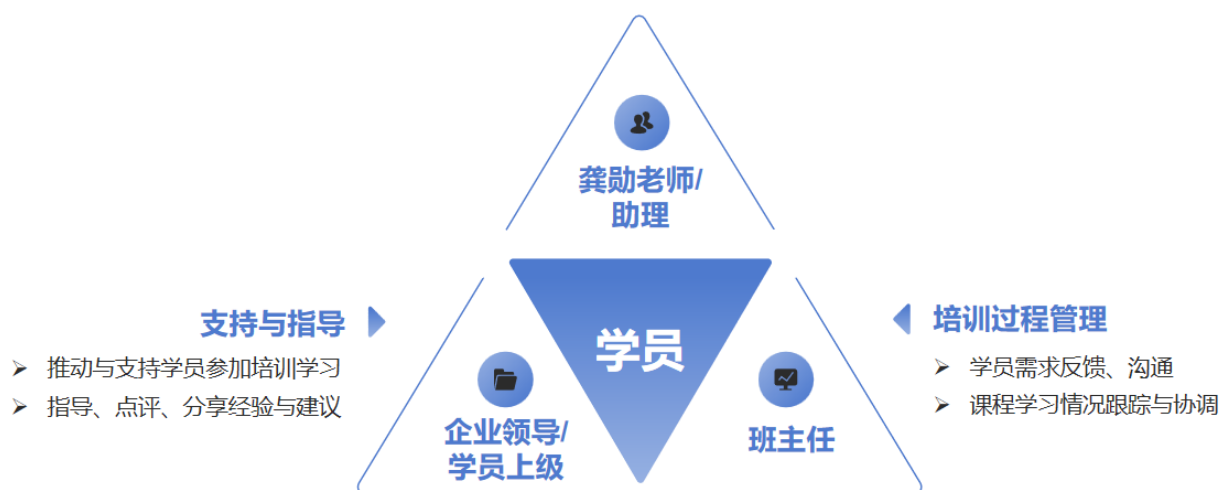 龚勋老师/
助理
支持与指导
➢ 推动与支持学员参加培训学习
➢ 指导、点评、分享经验与建议
学员
企业领导/
学员上级
班主任
培训过程管理
➢ 学员需求反馈、沟通
➢ 课程学习情况跟踪与协调